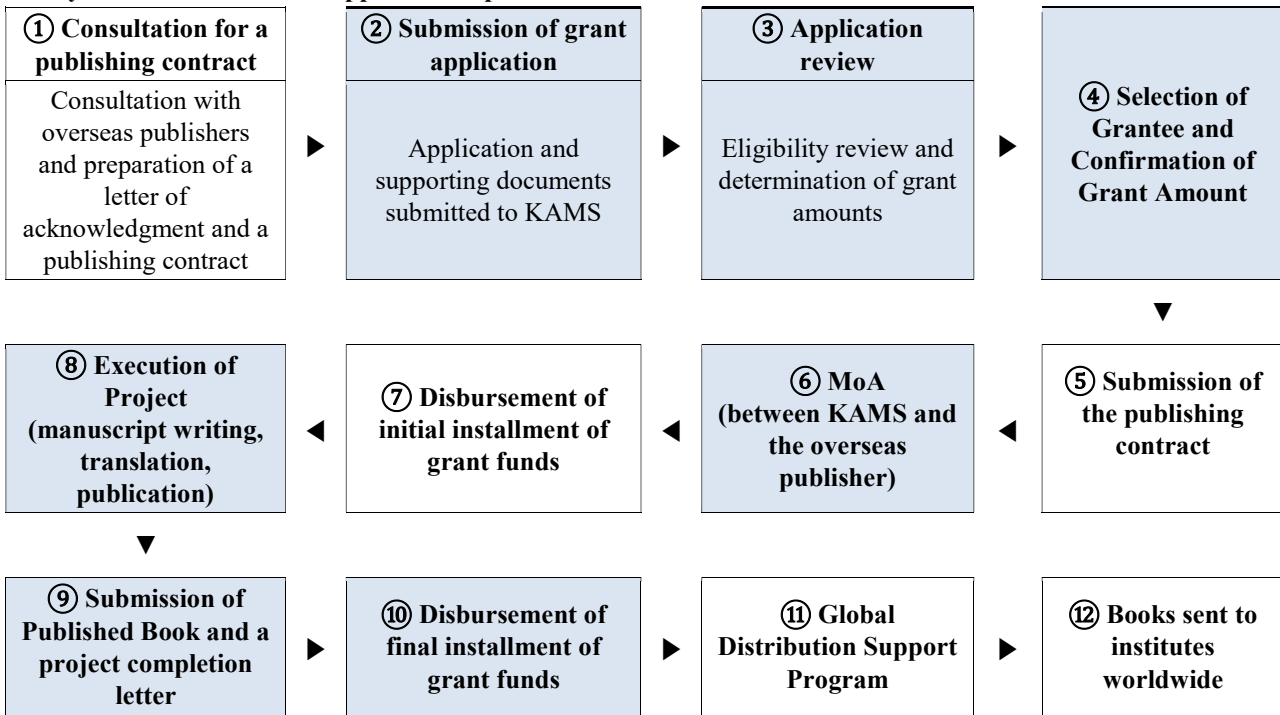 ① Consultation for a
publishing contract
Consultation with
overseas publishers
and preparation of a
letter of
acknowledgment and a
publishing contract
▶
② Submission of grant
application
Application and
supporting documents
submitted to KAMS
▶
③ Application
review
Eligibility review and
determination of grant
amounts
▶
④ Selection of
Grantee and
Confirmation of
Grant Amount
▼
⑤ Submission of
the publishing
contract
◀
⑥ MoA
(between KAMS and
the overseas
publisher)
◀
⑦ Disbursement of
initial installment of
grant funds
◀
⑧ Execution of
Project
(manuscript writing,
translation,
publication)
▼
⑨ Submission of
Published Book and a
project completion
letter
▶
⑩ Disbursement of
final installment of
grant funds
▶
⑪ Global
Distribution Support
Program
▶
⑫ Books sent to
institutes
worldwide